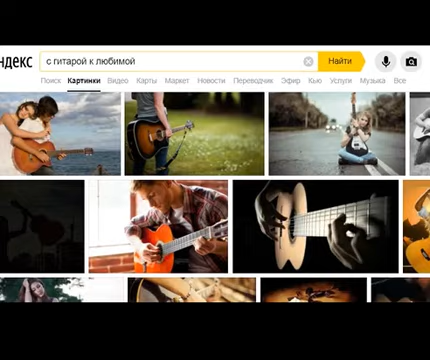 ндекс
с гитарой к любимой
Найти
Поиск Картинки Видео Карты Маркет Новости Переводчик Эфир Кью Услуги Музыка Все